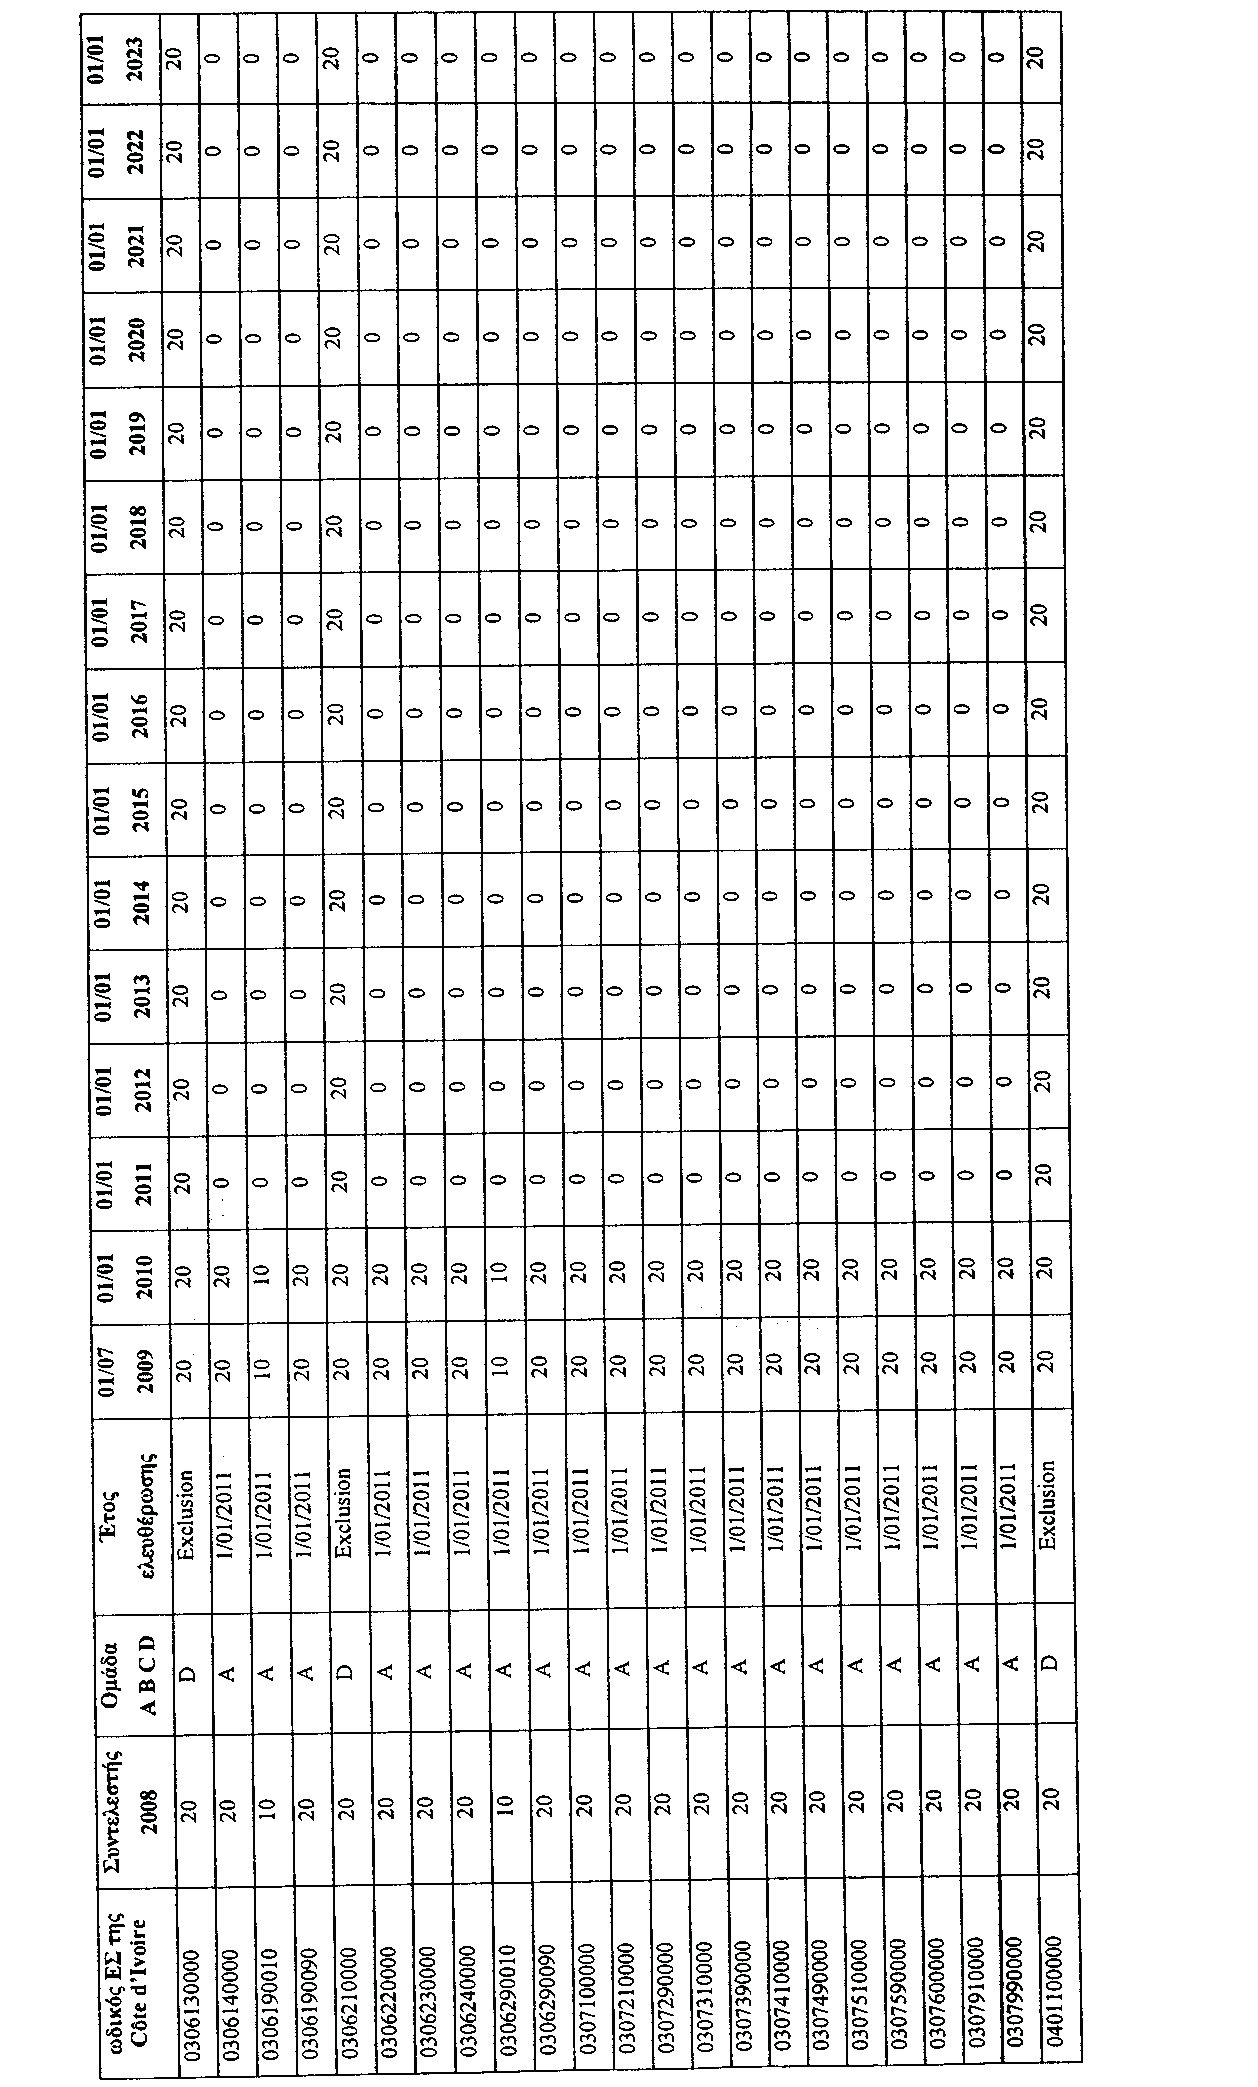 ωδικός ΕΣ της Côte d'Ivoire Συντελεστής 2008 Ομάδα A B C D Έτος ελευθέρωσης 01/07 2009 01/01 2010 01/01 2011 01/01 2012 01/01 2013 01/01 2014 01/01 2015 01/01 2016 01/01 2017 01/01 2018 01/01 2019 01/01 2020 01/01 2021 01/01 2022 01/01 2023
0306130000 20 D Exclusion 20 20 20 20 20 20 20 20 20 20 20 20 20 20 20
0306140000 20 A 1/01/2011 20 20 0 0 0 0 0 0 0 0 0 0 0 0 0
0306190010 10 A 1/01/2011 10 10 0 0 0 0 0 0 0 0 0 0 0 0 0
0306190090 20 A 1/01/2011 20 20 0 0 0 0 0 0 0 0 0 0 0 0 0
0306210000 20 D Exclusion 20 20 20 20 20 20 20 20 20 20 20 20 20 20 20
0306220000 20 A 1/01/2011 20 20 0 0 0 0 0 0 0 0 0 0 0 0 0
0306230000 20 A 1/01/2011 20 20 0 0 0 0 0 0 0 0 0 0 0 0 0
0306240000 20 A 1/01/2011 20 20 0 0 0 0 0 0 0 0 0 0 0 0 0
0306290010 10 A 1/01/2011 10 10 0 0 0 0 0 0 0 0 0 0 0 0 0
0306290090 20 A 1/01/2011 20 20 0 0 0 0 0 0 0 0 0 0 0 0 0
0307100000 20 A 1/01/2011 20 20 0 0 0 0 0 0 0 0 0 0 0 0 0
0307210000 20 A 1/01/2011 20 20 0 0 0 0 0 0 0 0 0 0 0 0 0
0307290000 20 A 1/01/2011 20 20 0 0 0 0 0 0 0 0 0 0 0 0 0
0307310000 20 A 1/01/2011 20 20 0 0 0 0 0 0 0 0 0 0 0 0 0
0307390000 20 A 1/01/2011 20 20 0 0 0 0 0 0 0 0 0 0 0 0 0
0307410000 20 A 1/01/2011 20 20 0 0 0 0 0 0 0 0 0 0 0 0 0
0307490000 20 A 1/01/2011 20 20 0 0 0 0 0 0 0 0 0 0 0 0 0
0307510000 20 A 1/01/2011 20 20 0 0 0 0 0 0 0 0 0 0 0 0 0
0307590000 20 A 1/01/2011 20 20 0 0 0 0 0 0 0 0 0 0 0 0 0
0307600000 20 A 1/01/2011 20 20 0 0 0 0 0 0 0 0 0 0 0 0 0
0307910000 20 A 1/01/2011 20 20 0 0 0 0 0 0 0 0 0 0 0 0 0
0307990000 20 A 1/01/2011 20 20 0 0 0 0 0 0 0 0 0 0 0 0 0
0401100000 20 D Exclusion 20 20 20 20 20 20 20 20 20 20 20 20 20 20 20